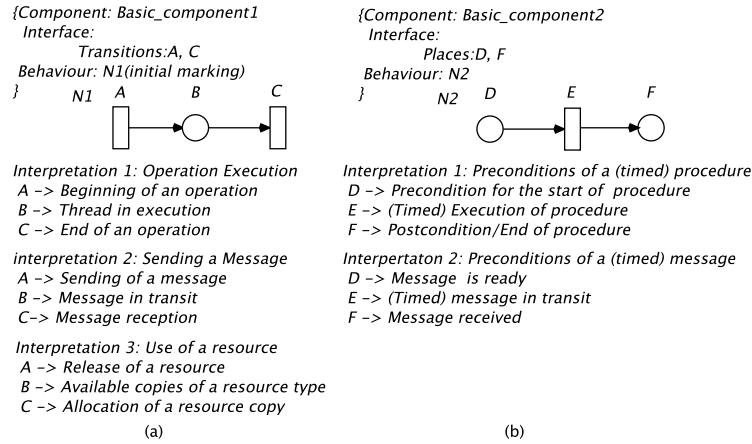 {Component: Basic_component1
Interface:
Transitions:A, C
Behaviour: N1(initial marking)
}
N1 A B C
Interpretation 1: Operation Execution
A -> Beginning of an operation
B -> Thread in execution
C -> End of an operation
interpretation 2: Sending a Message
A -> Sending of a message
B -> Message in transit
C-> Message reception
Interpretation 3: Use of a resource
A -> Release of a resource
B -> Available copies of a resource type
C -> Allocation of a resource copy
(a)
{Component: Basic_component2
Interface:
Places:D, F
Behaviour: N2
}
N2 D E F
Interpretation 1: Preconditions of a (timed) procedure
D -> Precondition for the start of procedure
E -> (Timed) Execution of procedure
F -> Postcondition/End of procedure
Interpertaton 2: Preconditions of a (timed) message
D -> Message is ready
E -> (Timed) message in transit
F -> Message received
(b)